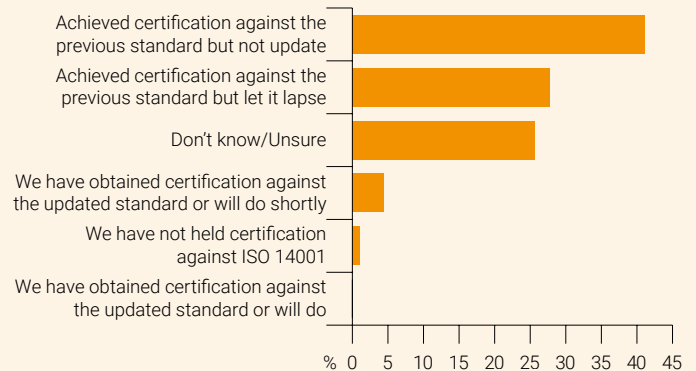 Achieved certification against the
previous standard but not update
Achieved certification against the
previous standard but let it lapse
Don't know/Unsure
We have obtained certification against
the updated standard or will do shortly
We have not held certification
against ISO 14001
We have obtained certification against
the updated standard or will do
% 0 5 10 15 20 25 30 35 40 45